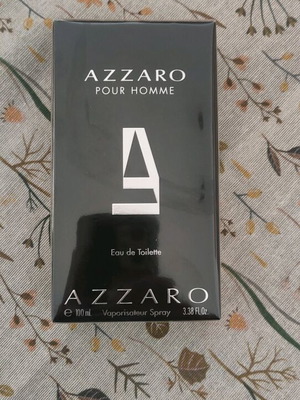 AZZARO
POUR HOMME
Eau de Toilette
AZZARO
℮ 100 mL Vaporisateur Spray 3.38 Fl.Oz